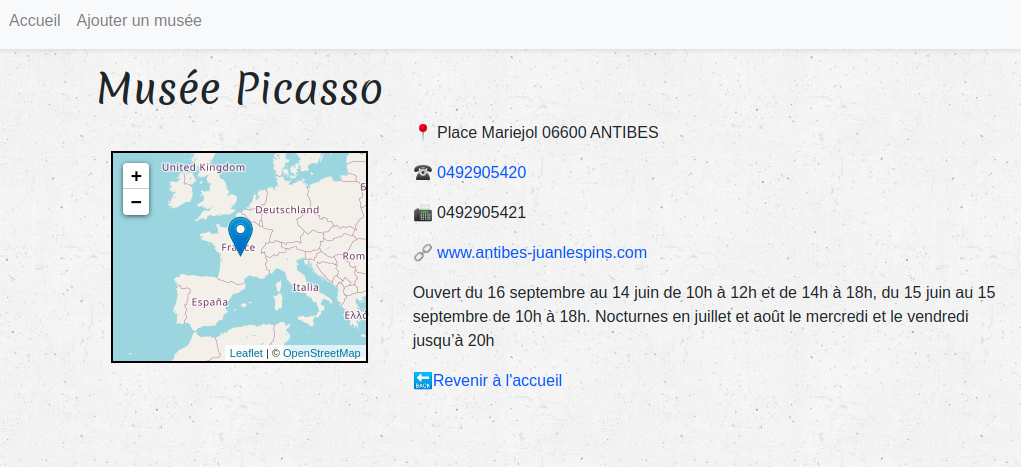 Accueil Ajouter un musée
Musée Picasso
Place Mariejol 06600 ANTIBES
0492905420
0492905421
www.antibes-juanlespins.com
Ouvert du 16 septembre au 14 juin de 10h à 12h et de 14h à 18h, du 15 juin au 15
septembre de 10h à 18h. Nocturnes en juillet et août le mercredi et le vendredi
jusqu’à 20h
BACK Revenir à l'accueil
+
−
United Kingdom
Deutschland
France
Rom
Italia
España
Ελλ
Leaflet | © OpenStreetMap